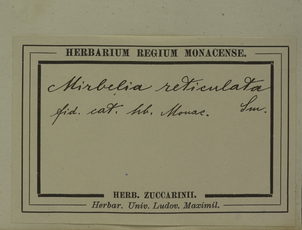 HERBARIUM REGIUM MONACENSE.
Mirbelia reticulata
fid. cat. hb. Monac. Sm.
HERB. ZUCCARINII.
Herbar. Univ. Ludov. Maximil.